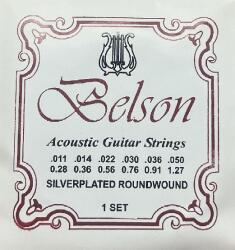 Belson
Acoustic Guitar Strings
.011 .014 .022 .030 .036 .050
0.28 0.36 0.56 0.76 0.91 1.27
SILVERPLATED ROUNDWOUND
1 SET